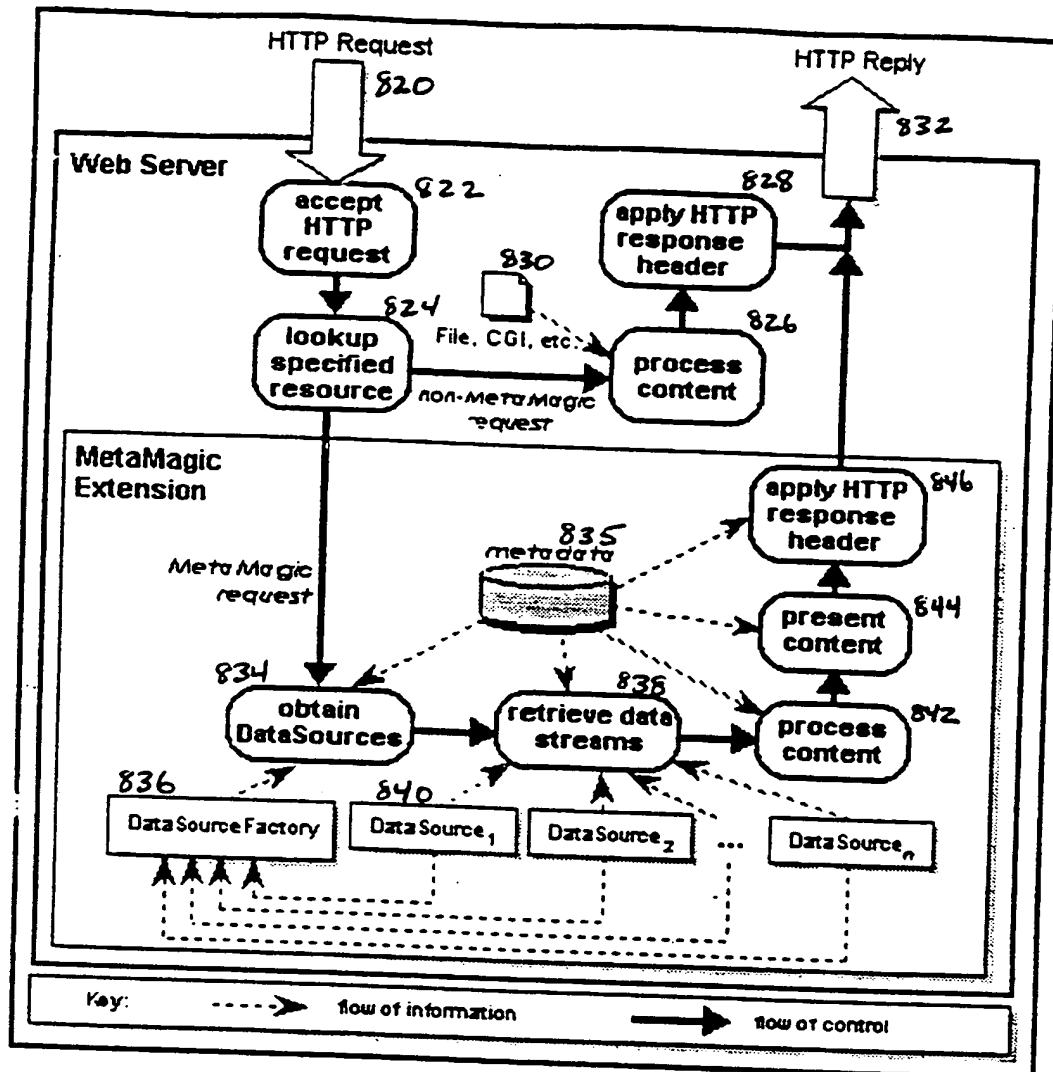 HTTP Request
820
HTTP Reply
832
Web Server
822
accept
HTTP
request
828
apply HTTP
response
header
830
File, CGI, etc.
824
lookup
specified
resource
826
process
content
non-MetaMagic
request
MetaMagic
Extension
846
apply HTTP
response
header
835
metadata
MetaMagic
request
844
present
content
834
obtain
DataSources
838
retrieve data
streams
842
process
content
836
DataSourceFactory
840
DataSource1
DataSource2
...
DataSourcen
Key:
flow of information
flow of control